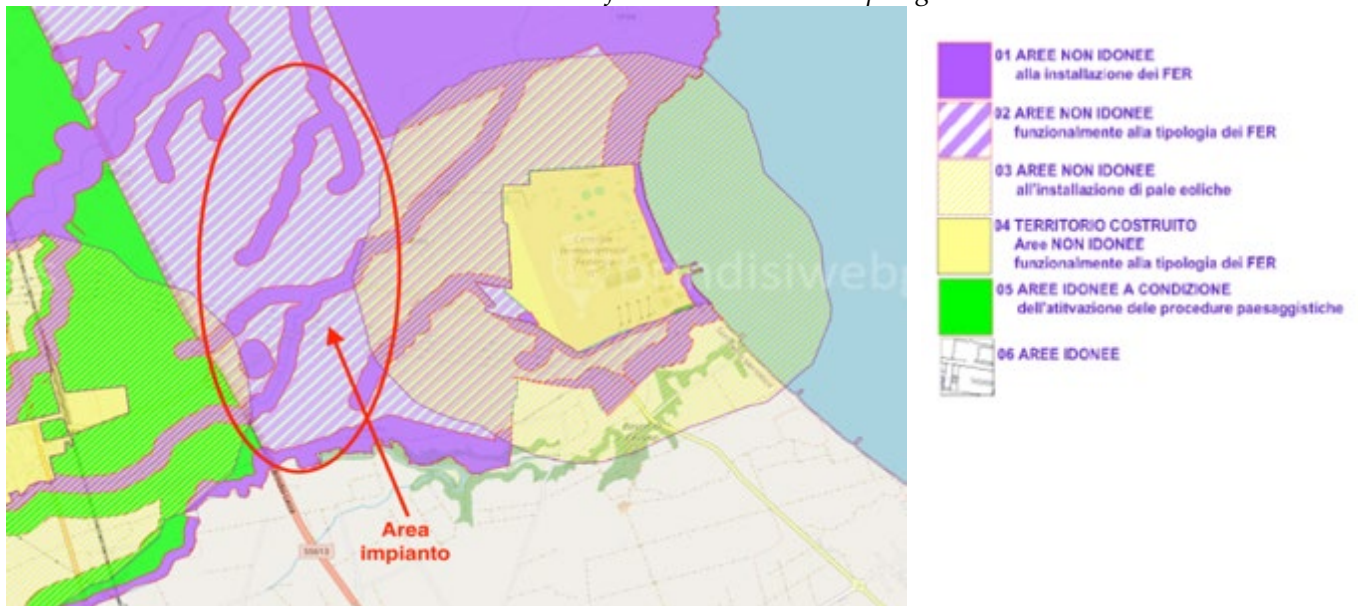 01 AREE NON IDONEE
alla installazione dei FER
02 AREE NON IDONEE
funzionalmente alla tipologia dei FER
03 AREE NON IDONEE
all'installazione di pale eoliche
04 TERRITORIO COSTRUITO
Aree NON IDONEE
funzionalmente alla tipologia dei FER
05 AREE IDONEE A CONDIZIONE
dell'atitvazione dele procedure paesaggistiche
06 AREE IDONEE
Area
impianto
SS613